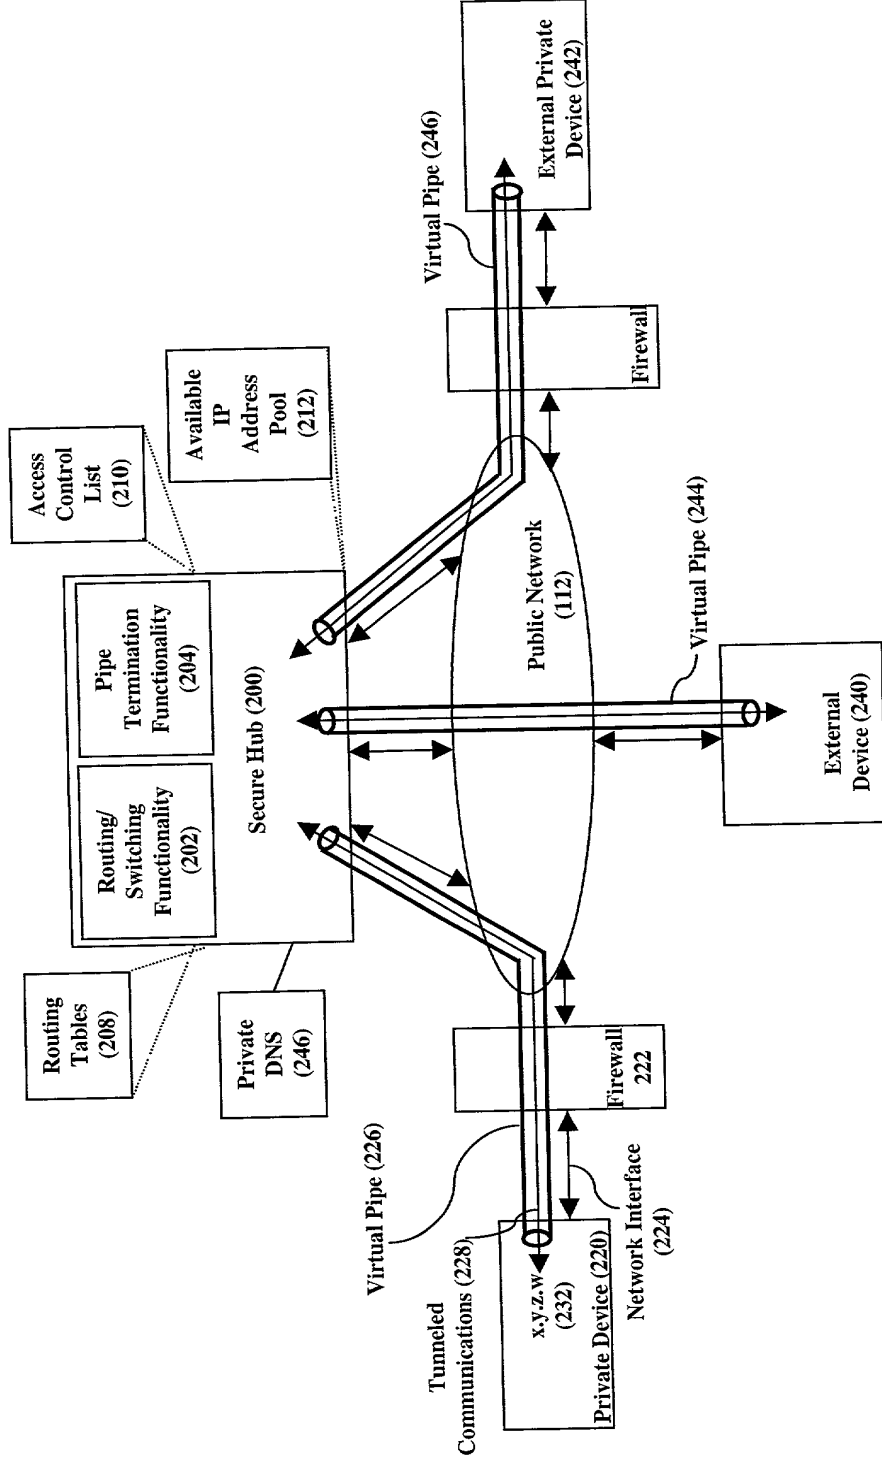 Routing
Tables
(208)
Access
Control
List
(210)
Routing/
Switching
Functionality
(202)
Pipe
Termination
Functionality
(204)
Available
IP
Address
Pool
(212)
Private
DNS
(246)
Secure Hub (200)
Virtual Pipe (226)
Virtual Pipe (246)
Tunneled
Communications (228)
x.y.z.w
(232)
Private Device (220)
Network Interface
(224)
Firewall
222
Public Network
(112)
Firewall
External Private
Device (242)
Virtual Pipe (244)
External
Device (240)